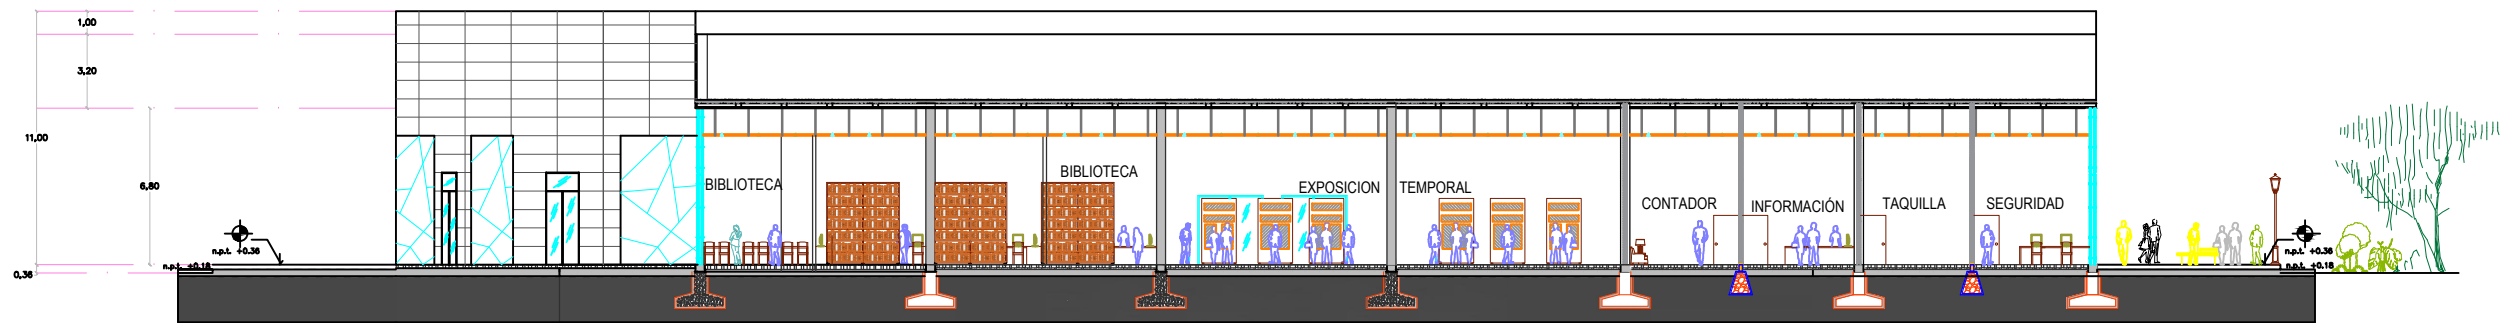 1,00
3,20
11,00
6,80
0,36
n.p.t. +0.36
n.p.t. +0.18
BIBLIOTECA
BIBLIOTECA
EXPOSICION TEMPORAL
CONTADOR
INFORMACIÓN
TAQUILLA
SEGURIDAD
n.p.t. +0.36
n.p.t. +0.18